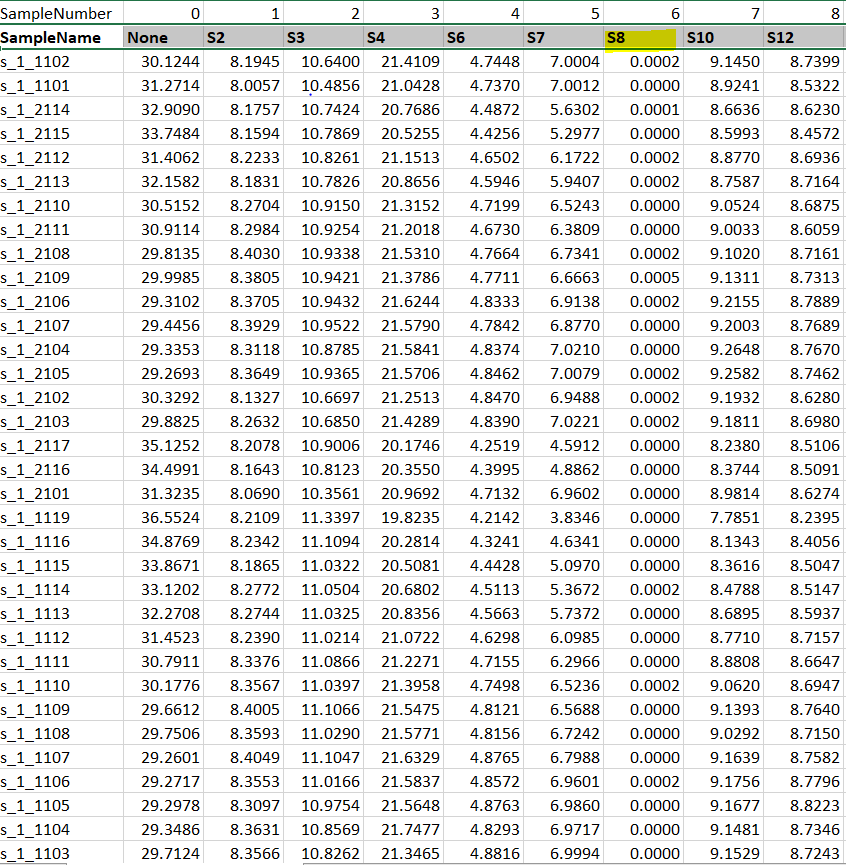 SampleNumber 0 1 2 3 4 5 6 7 8
SampleName None S2 S3 S4 S6 S7 S8 S10 S12
s_1_1102 30.1244 8.1945 10.6400 21.4109 4.7448 7.0004 0.0002 9.1450 8.7399
s_1_1101 31.2714 8.0057 10.4856 21.0428 4.7370 7.0012 0.0000 8.9241 8.5322
s_1_2114 32.9090 8.1757 10.7424 20.7686 4.4872 5.6302 0.0001 8.6636 8.6230
s_1_2115 33.7484 8.1594 10.7869 20.5255 4.4256 5.2977 0.0000 8.5993 8.4572
s_1_2112 31.4062 8.2233 10.8261 21.1513 4.6502 6.1722 0.0002 8.8770 8.6936
s_1_2113 32.1582 8.1831 10.7826 20.8656 4.5946 5.9407 0.0002 8.7587 8.7164
s_1_2110 30.5152 8.2704 10.9150 21.3152 4.7199 6.5243 0.0000 9.0524 8.6875
s_1_2111 30.9114 8.2984 10.9254 21.2018 4.6730 6.3809 0.0000 9.0033 8.6059
s_1_2108 29.8135 8.4030 10.9338 21.5310 4.7664 6.7341 0.0002 9.1020 8.7161
s_1_2109 29.9985 8.3805 10.9421 21.3786 4.7711 6.6663 0.0005 9.1311 8.7313
s_1_2106 29.3102 8.3705 10.9432 21.6244 4.8333 6.9138 0.0002 9.2155 8.7889
s_1_2107 29.4456 8.3929 10.9522 21.5790 4.7842 6.8770 0.0000 9.2003 8.7689
s_1_2104 29.3353 8.3118 10.8785 21.5841 4.8374 7.0210 0.0000 9.2648 8.7670
s_1_2105 29.2693 8.3649 10.9365 21.5706 4.8462 7.0079 0.0002 9.2582 8.7462
s_1_2102 30.3292 8.1327 10.6697 21.2513 4.8470 6.9488 0.0002 9.1932 8.6280
s_1_2103 29.8825 8.2632 10.6850 21.4289 4.8390 7.0221 0.0002 9.1811 8.6980
s_1_2117 35.1252 8.2078 10.9006 20.1746 4.2519 4.5912 0.0000 8.2380 8.5106
s_1_2116 34.4991 8.1643 10.8123 20.3550 4.3995 4.8862 0.0000 8.3744 8.5091
s_1_2101 31.3235 8.0690 10.3561 20.9692 4.7132 6.9602 0.0000 8.9814 8.6274
s_1_1119 36.5524 8.2109 11.3397 19.8235 4.2142 3.8346 0.0000 7.7851 8.2395
s_1_1116 34.8769 8.2342 11.1094 20.2814 4.3241 4.6341 0.0000 8.1343 8.4056
s_1_1115 33.8671 8.1865 11.0322 20.5081 4.4428 5.0970 0.0000 8.3616 8.5047
s_1_1114 33.1202 8.2772 11.0504 20.6802 4.5113 5.3672 0.0002 8.4788 8.5147
s_1_1113 32.2708 8.2744 11.0325 20.8356 4.5663 5.7372 0.0000 8.6895 8.5937
s_1_1112 31.4523 8.2390 11.0214 21.0722 4.6298 6.0985 0.0000 8.7710 8.7157
s_1_1111 30.7911 8.3376 11.0866 21.2271 4.7155 6.2966 0.0000 8.8808 8.6647
s_1_1110 30.1776 8.3567 11.0397 21.3958 4.7498 6.5236 0.0002 9.0620 8.6947
s_1_1109 29.6612 8.4005 11.1066 21.5475 4.8121 6.5688 0.0000 9.1393 8.7640
s_1_1108 29.7506 8.3593 11.0290 21.5771 4.8156 6.7242 0.0000 9.0292 8.7150
s_1_1107 29.2601 8.4049 11.1047 21.6329 4.8765 6.7988 0.0000 9.1639 8.7582
s_1_1106 29.2717 8.3553 11.0166 21.5837 4.8572 6.9601 0.0002 9.1756 8.7796
s_1_1105 29.2978 8.3097 10.9754 21.5648 4.8763 6.9860 0.0000 9.1677 8.8223
s_1_1104 29.3486 8.3631 10.8569 21.7477 4.8293 6.9717 0.0000 9.1481 8.7346
s_1_1103 29.7124 8.3566 10.8262 21.3465 4.8816 6.9994 0.0000 9.1529 8.7243